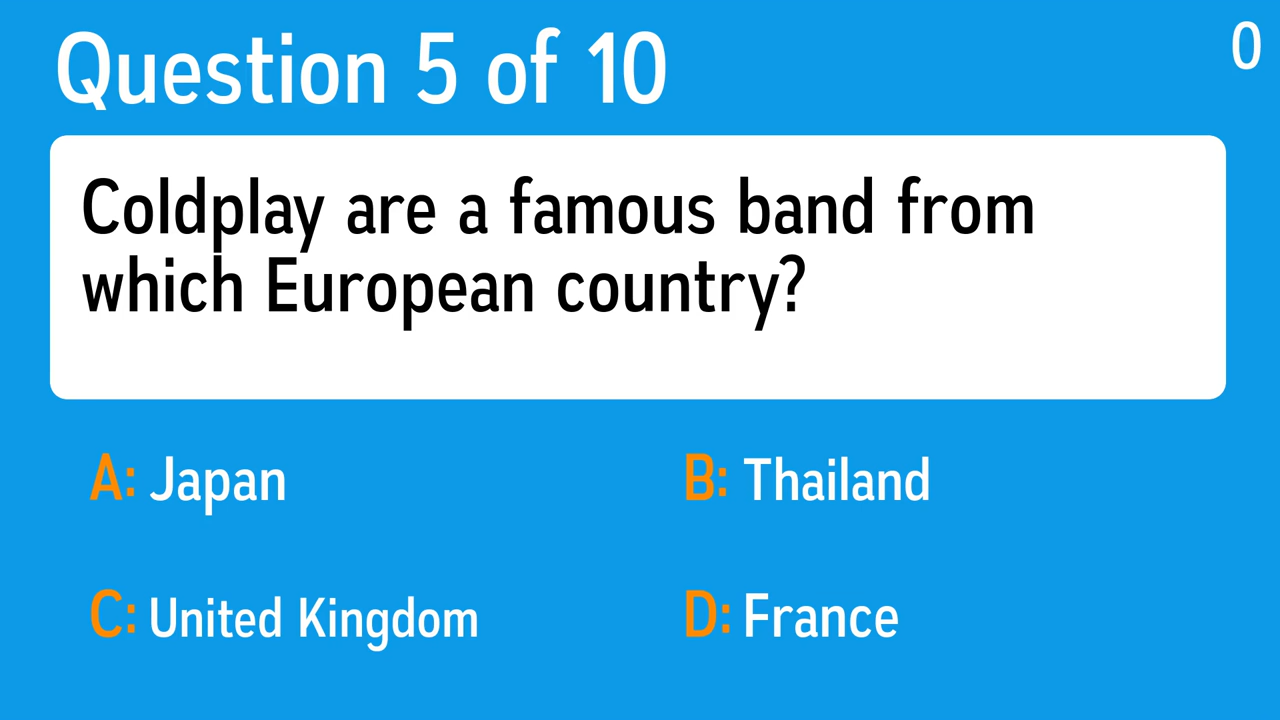 Question 5 of 10
0
Coldplay are a famous band from
which European country?
A: Japan
B: Thailand
C: United Kingdom
D: France